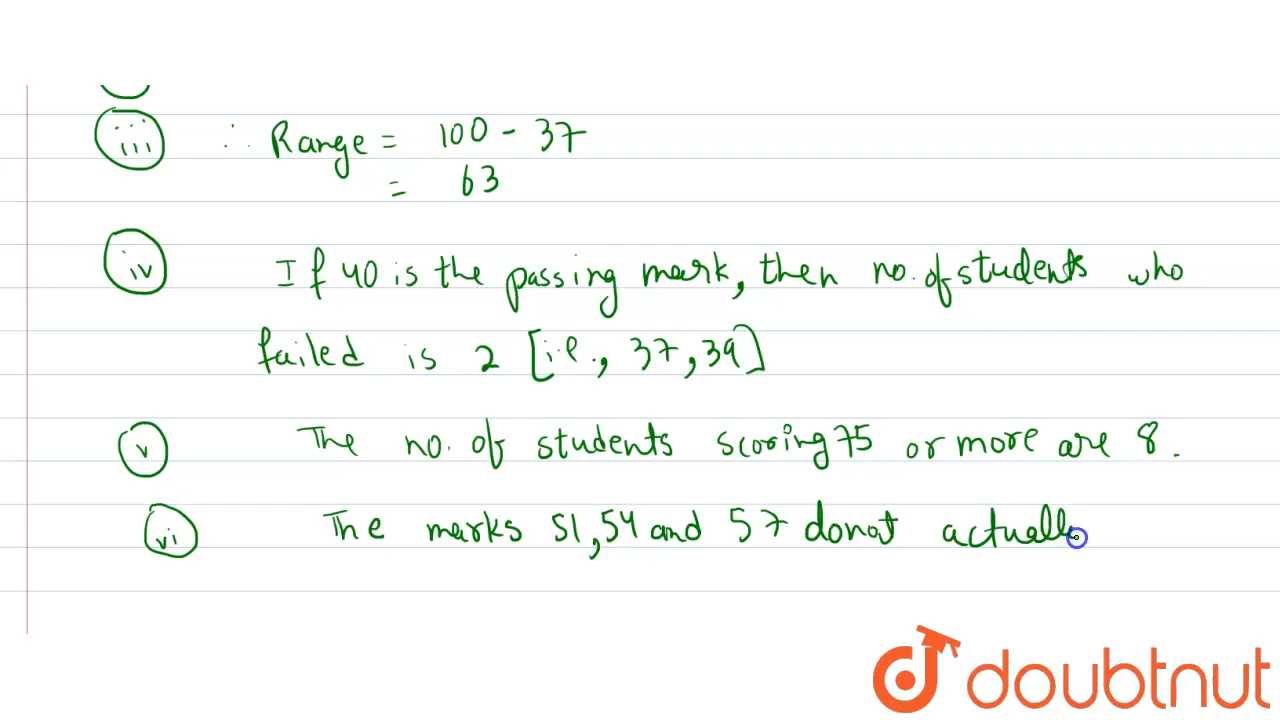 iii ∴ Range = 100 - 37
= 63
iv If 40 is the passing mark, then no. of students who
failed is 2 [i.e., 37, 39]
v The no. of students scoring 75 or more are 8.
vi The marks 51, 54 and 57 donot actuall
doubtnut